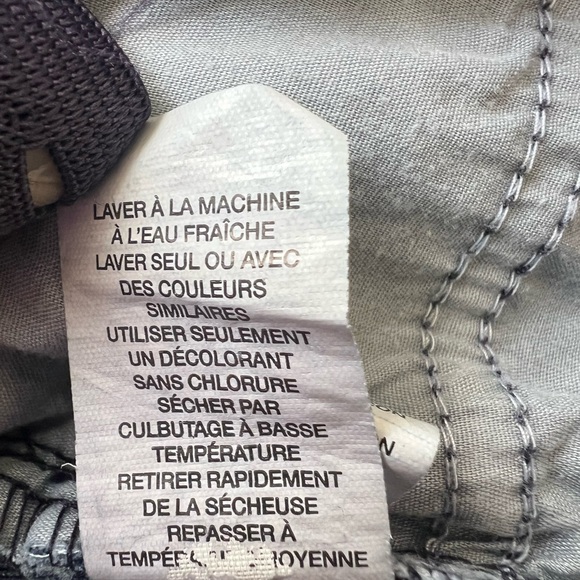 LAVER À LA MACHINE
À L'EAU FRAÎCHE
LAVER SEUL OU AVEC
DES COULEURS
SIMILAIRES
UTILISER SEULEMENT
UN DÉCOLORANT
SANS CHLORURE
SÉCHER PAR
CULBUTAGE À BASSE
TEMPÉRATURE
RETIRER RAPIDEMENT
DE LA SÉCHEUSE
REPASSER À
MOYENNE